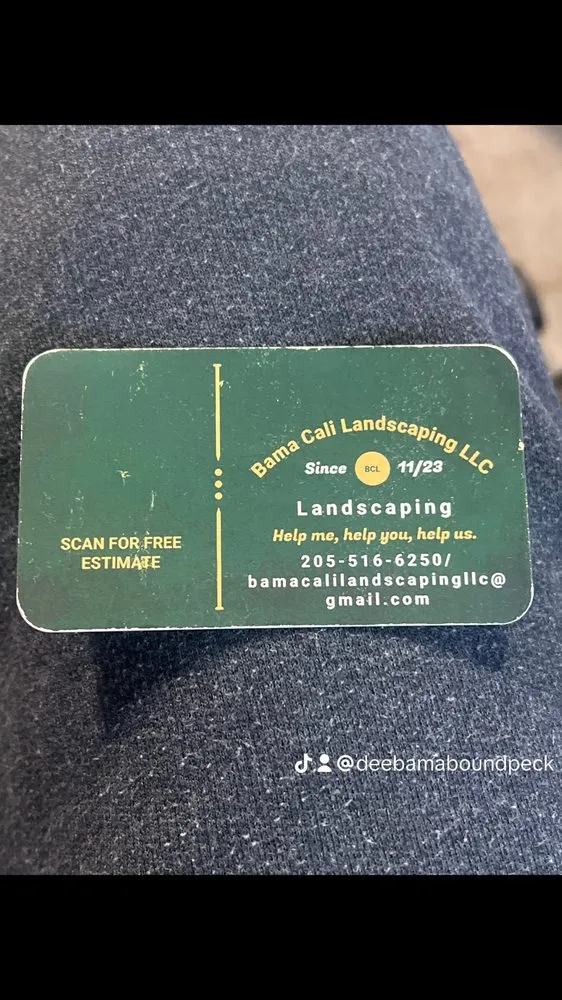 SCAN FOR FREE
ESTIMATE
Bama Cali Landscaping LLC
Since BCL 11/23
Landscaping
Help me, help you, help us.
205-516-6250/
bamacalilandscapingllc@
gmail.com
@deebamaboundpeck